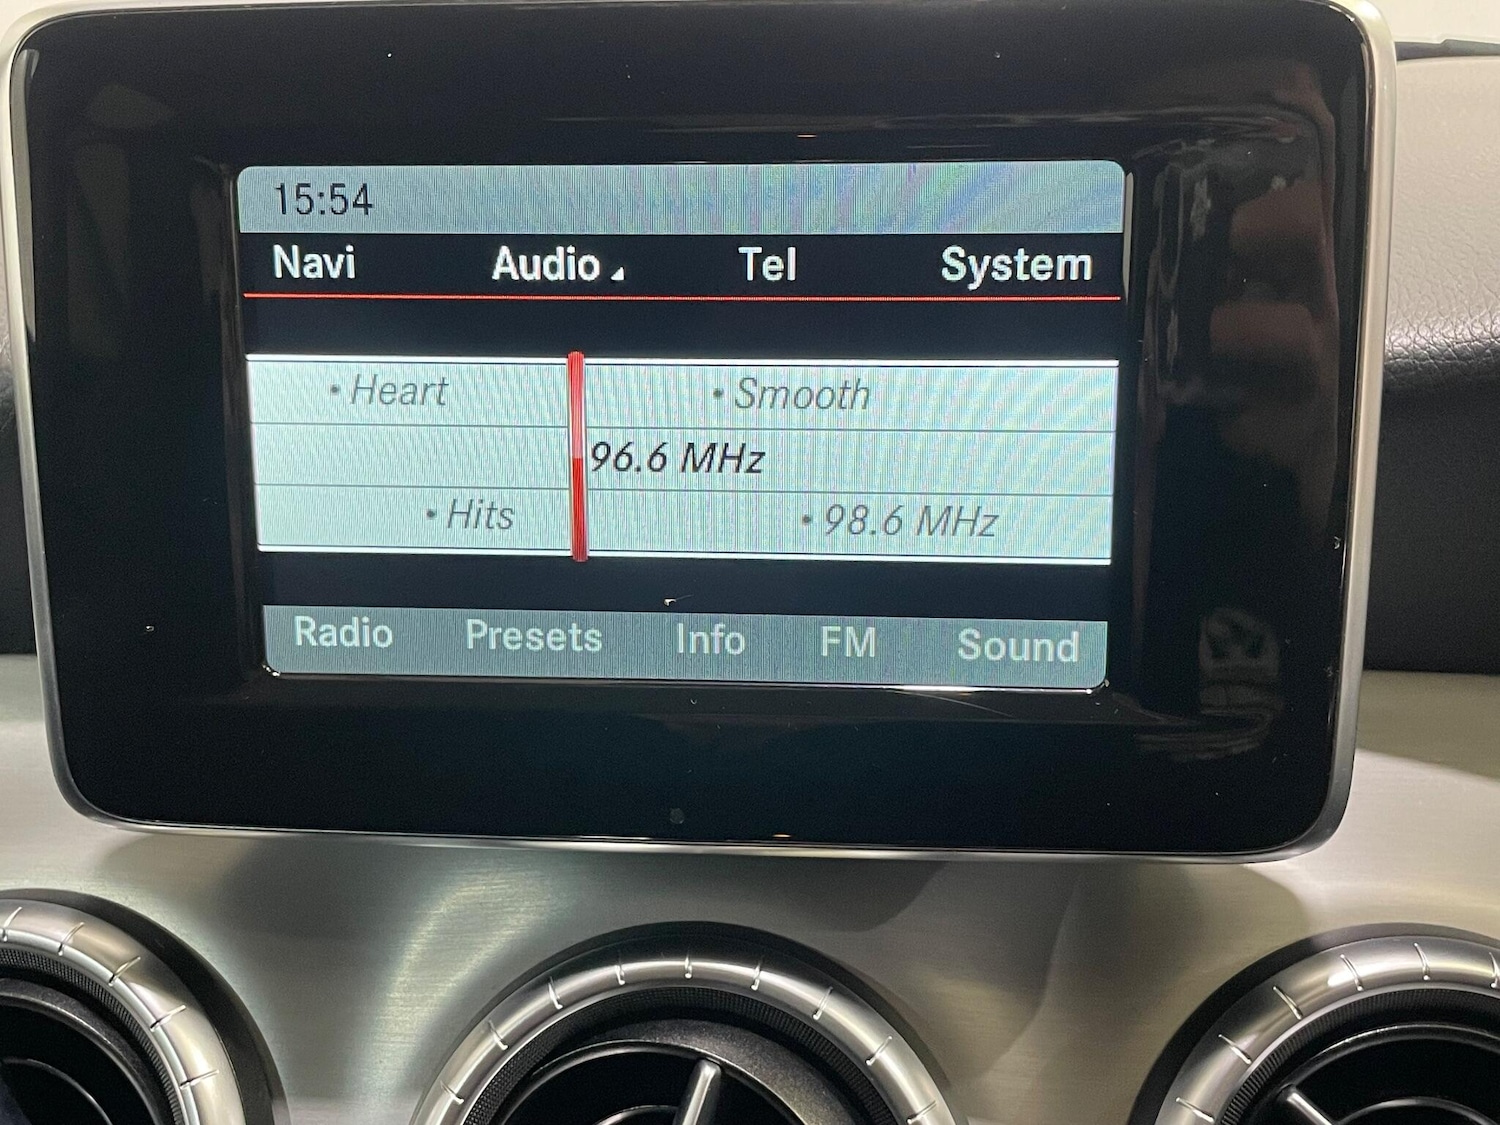 15:54
Navi Audio Tel System
• Heart • Smooth
96.6 MHz
• Hits • 98.6 MHz
Radio Presets Info FM Sound